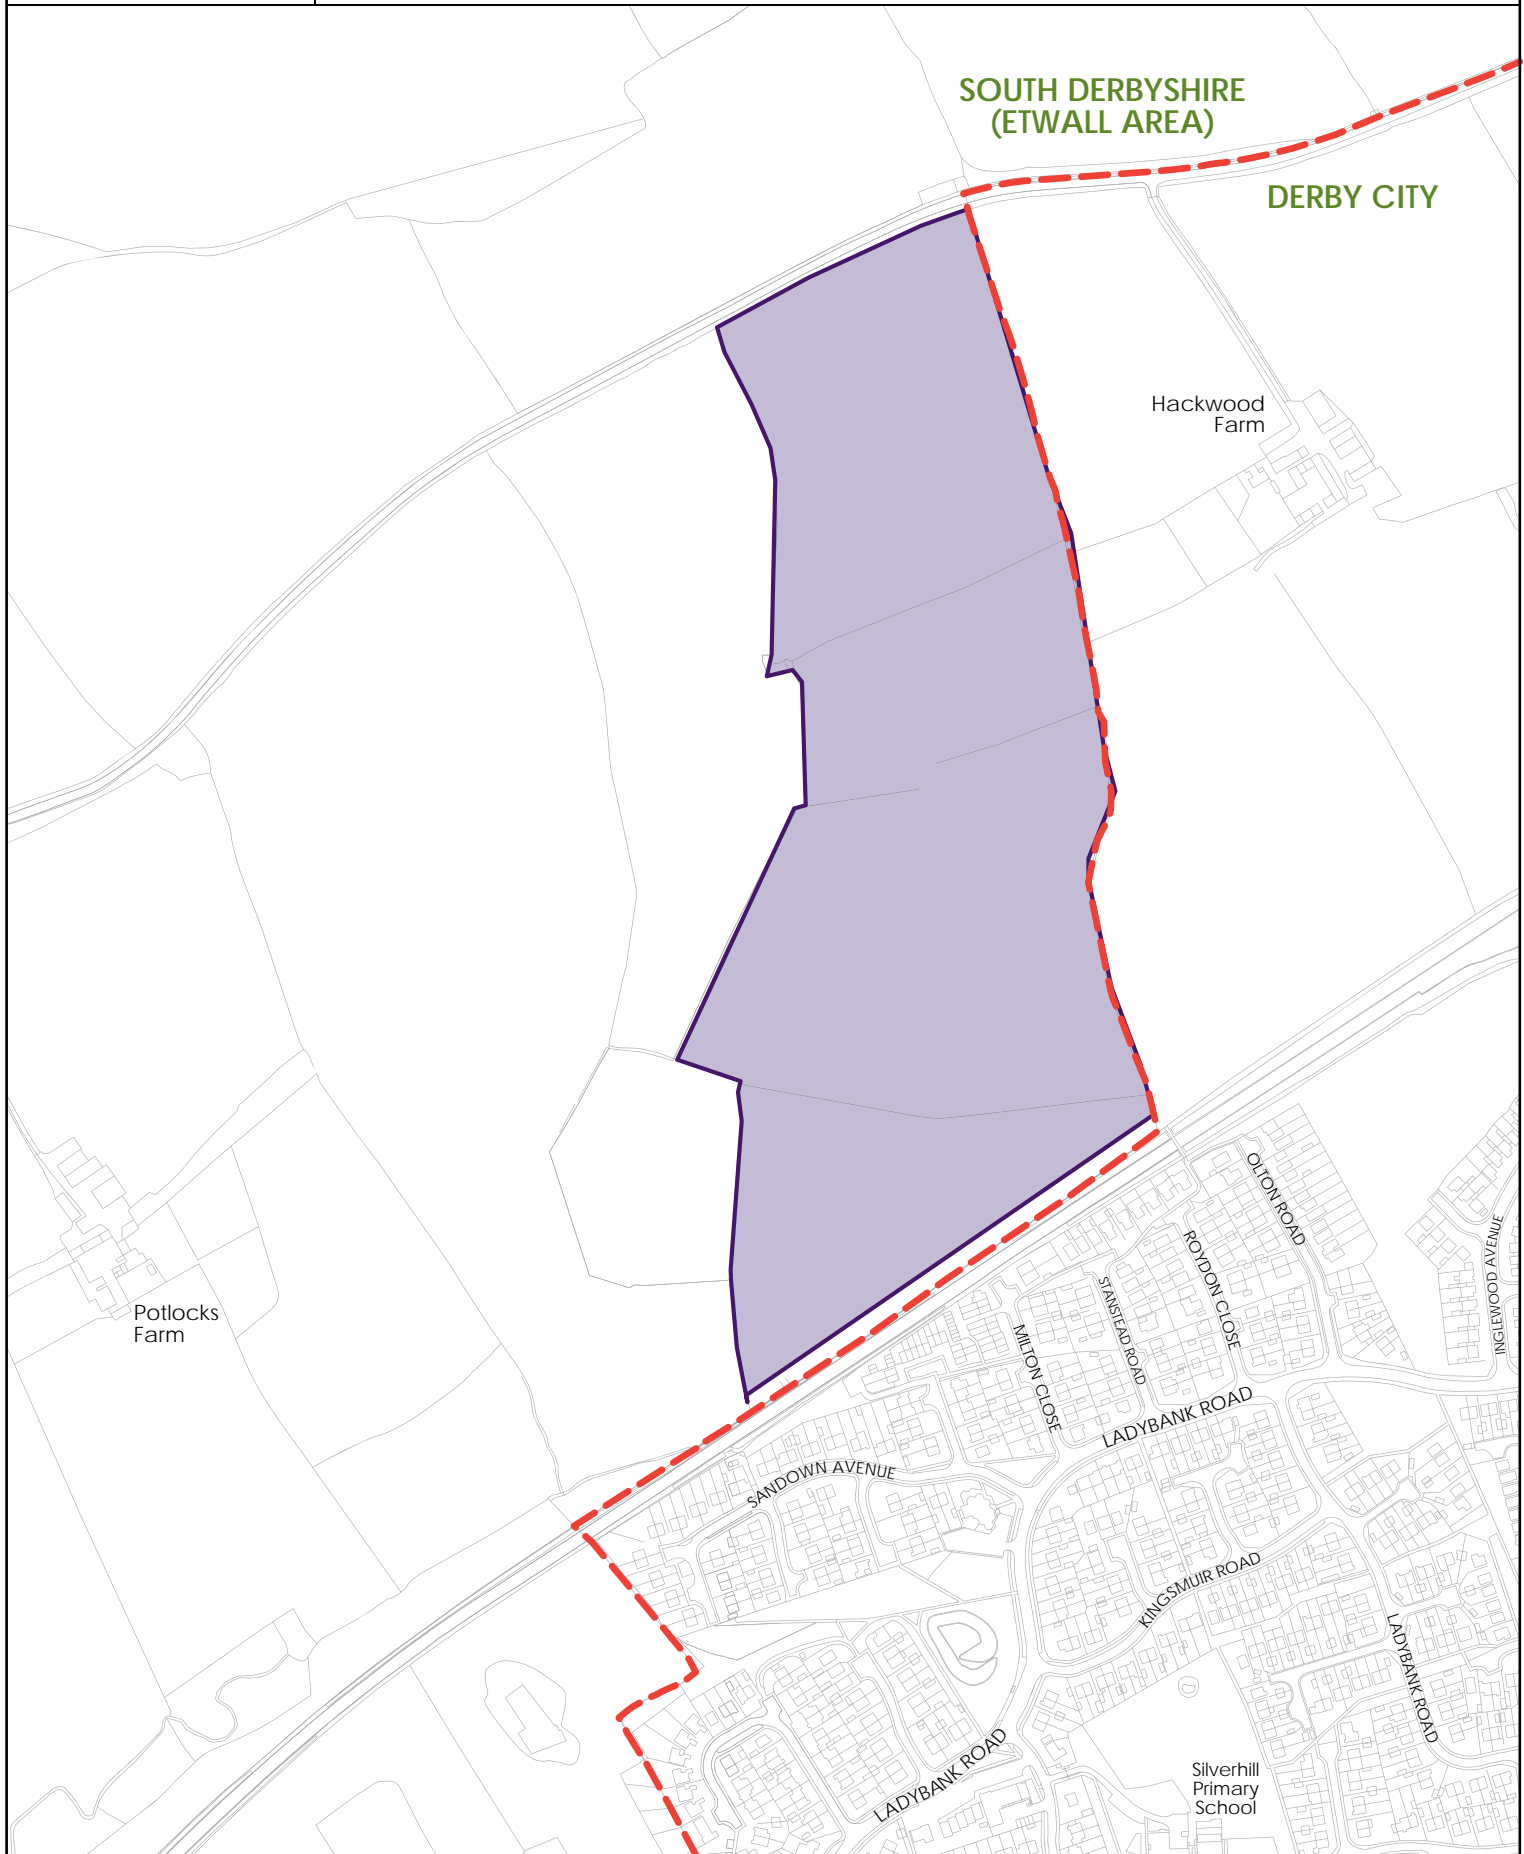 SOUTH DERBYSHIRE
(ETWALL AREA)
DERBY CITY
Hackwood
Farm
OLTON ROAD
ROYDON CLOSE
INGLEWOOD AVENUE
STANSTEAD ROAD
MILTON CLOSE
Potlocks
Farm
LADYBANK ROAD
SANDOWN AVENUE
KINGSMUIR ROAD
LADYBANK ROAD
LADYBANK ROAD
Silverhill
Primary
School